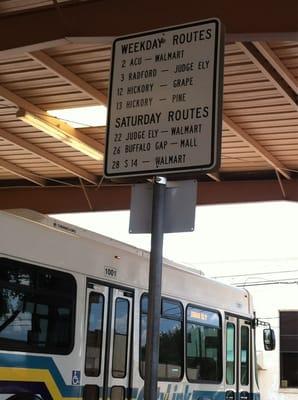 WEEKDAY ROUTES
2 ACU — WALMART
3 RADFORD — JUDGE ELY
12 HICKORY — GRAPE
13 HICKORY — PINE
SATURDAY ROUTES
22 JUDGE ELY — WALMART
26 BUFFALO GAP — MALL
28 S 14 — WALMART
1001